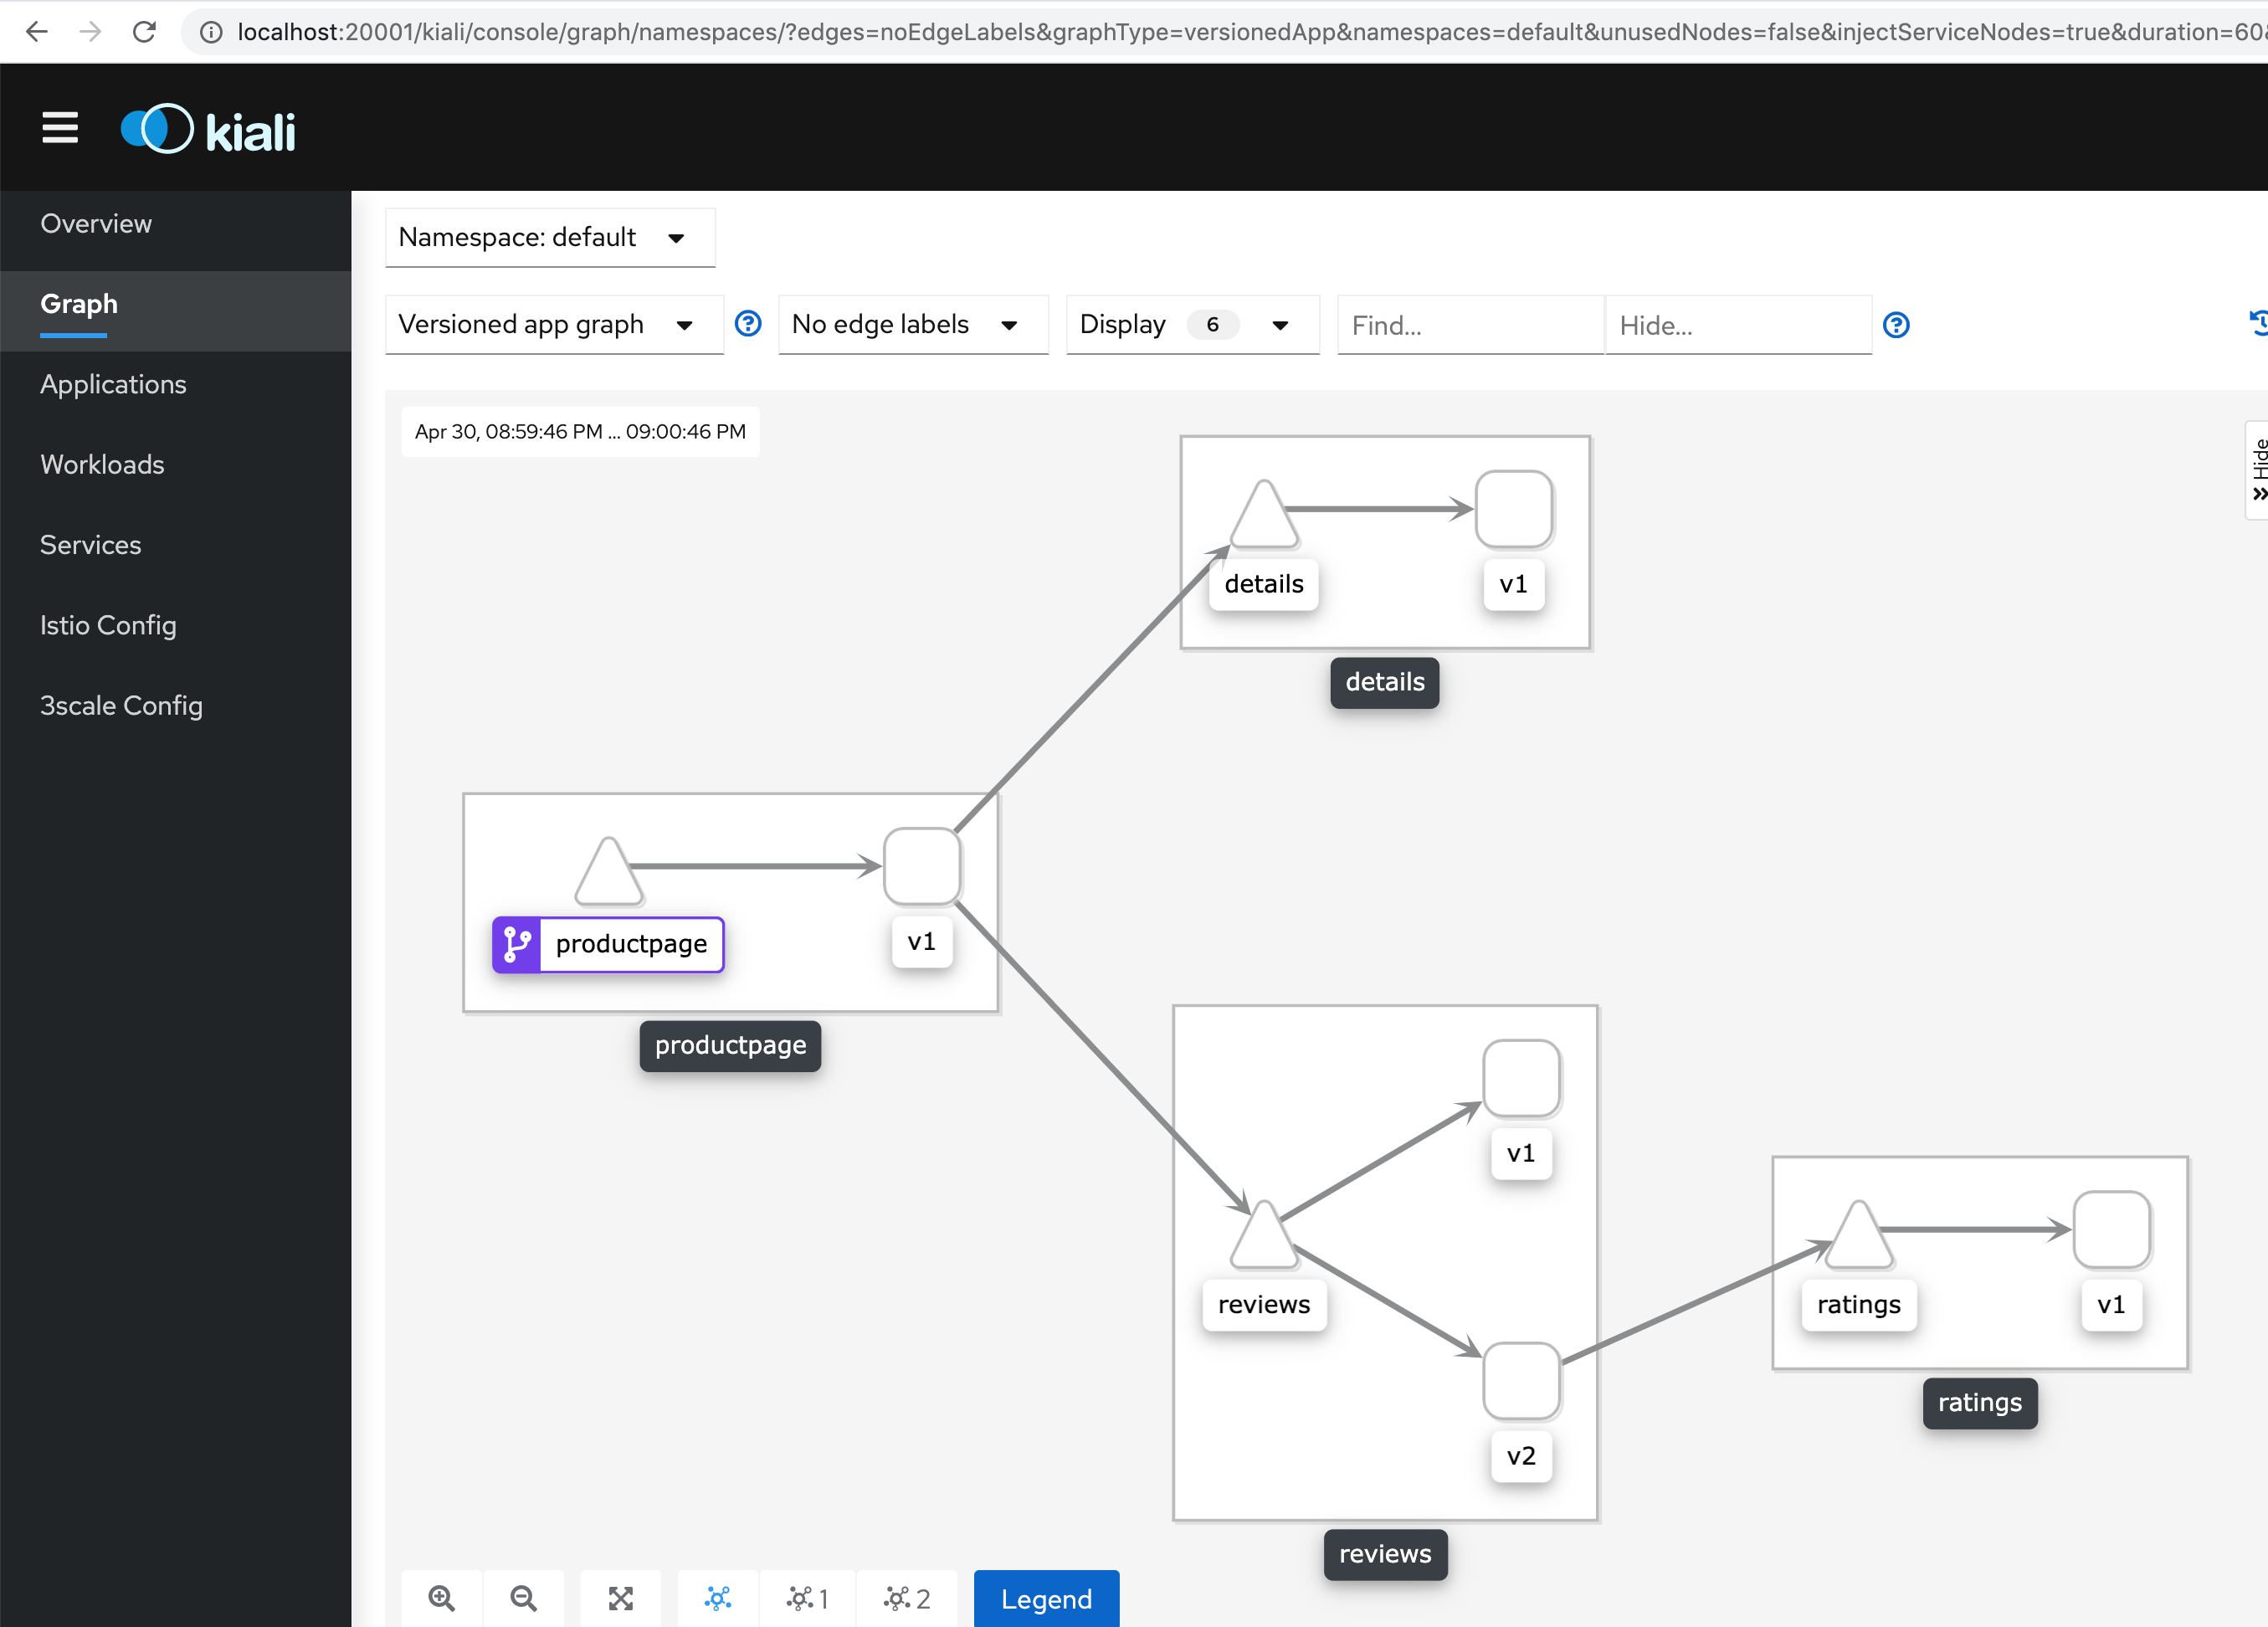 localhost:20001/kiali/console/graph/namespaces/?edges=noEdgeLabels&graphType=versionedApp&namespaces=default&unusedNodes=false&injectServiceNodes=true&duration=60&
kiali
Overview
Graph
Applications
Workloads
Services
Istio Config
3scale Config
Namespace: default
Versioned app graph
No edge labels
Display 6
Find...
Hide...
Apr 30, 08:59:46 PM ... 09:00:46 PM
Hide
details
v1
details
productpage
v1
productpage
v1
reviews
v2
reviews
ratings
v1
ratings
1
2
Legend